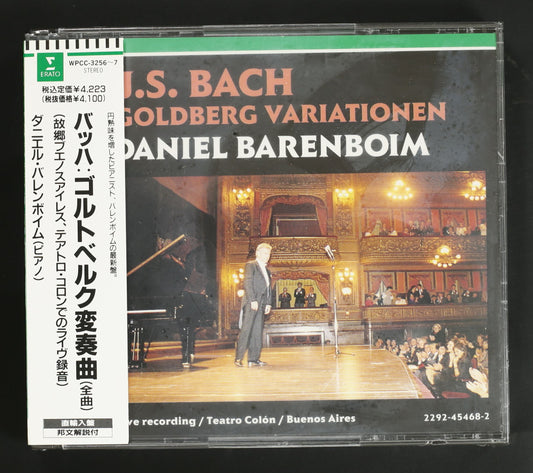 ERATO
WPCC-3256〜7
STEREO
税込定価¥4,223
(税抜価格¥4,100)
円熟味を増したピアニスト、バレンボイムの最新盤。
バッハ:ゴルトベルク変奏曲(全曲)
(故郷ブエノスアイレス、テアトロ・コロンでのライヴ録音)
ダニエル・バレンボイム(ピアノ)
直輸入盤
邦文解説付
J.S. BACH
GOLDBERG VARIATIONEN
DANIEL BARENBOIM
ve recording / Teatro Colón / Buenos Aires
2292-45468-2